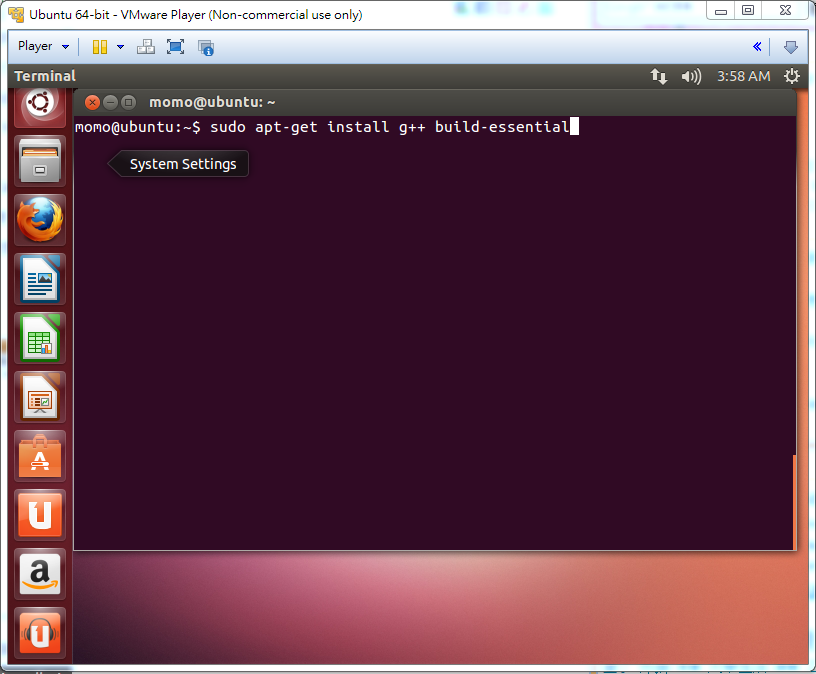 Ubuntu 64-bit - VMware Player (Non-commercial use only)
Player
Terminal
3:58 AM
momo@ubuntu: ~
momo@ubuntu:~$ sudo apt-get install g++ build-essential
System Settings